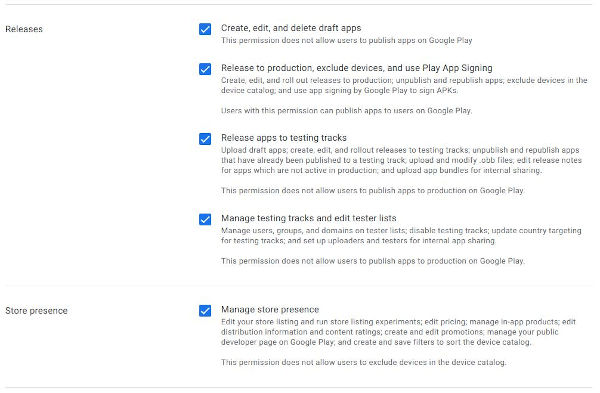 Releases
Create, edit, and delete draft apps
This permission does not allow users to publish apps on Google Play
Release to production, exclude devices, and use Play App Signing
Create, edit, and roll out releases to production; unpublish and republish apps; exclude devices in the
device catalog; and use app signing by Google Play to sign APKs.
Users with this permission can publish apps to users on Google Play.
Release apps to testing tracks
Upload draft apps; create, edit, and rollout releases to testing tracks; unpublish and republish apps
that have already been published to a testing track; upload and modify .obb files; edit release notes
for apps which are not active in production; and upload app bundles for internal sharing.
This permission does not allow users to publish apps to production on Google Play.
Manage testing tracks and edit tester lists
Manage users, groups, and domains on tester lists; disable testing tracks; update country targeting
for testing tracks; and set up uploaders and testers for internal app sharing.
This permission does not allow users to publish apps to production on Google Play.
Store presence
Manage store presence
Edit your store listing and run store listing experiments; edit pricing; manage in-app products; edit
distribution information and content ratings; create and edit promotions; manage your public
developer page on Google Play; and create and save filters to sort the device catalog.
This permission does not allow users to exclude devices in the device catalog.